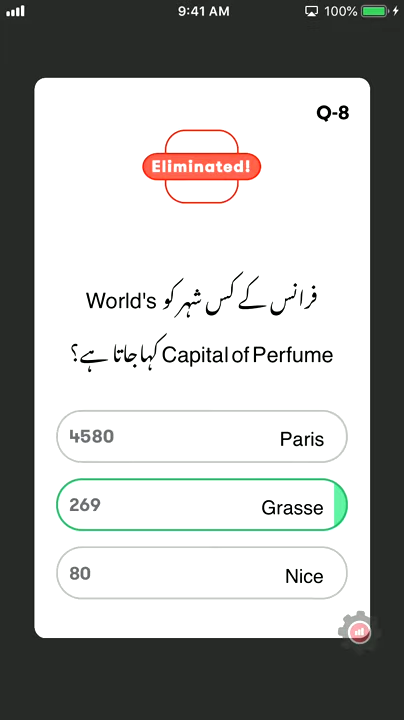 9:41 AM
100%
Q-8
Eliminated!
فرانس کے کس شہر کو World's
Capital of Perfume کہا جاتا ہے؟
4580 Paris
269 Grasse
80 Nice